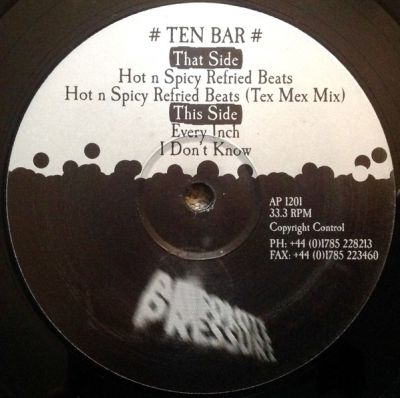 # TEN BAR #
That Side
Hot n Spicy Refried Beats
Hot n Spicy Refried Beats (Tex Mex Mix)
This Side
Every Inch
I Don't Know
AP 1201
33.3 RPM
Copyright Control
PH: +44 (0)1785 228213
FAX: +44 (0)1785 223460
PRESSURE